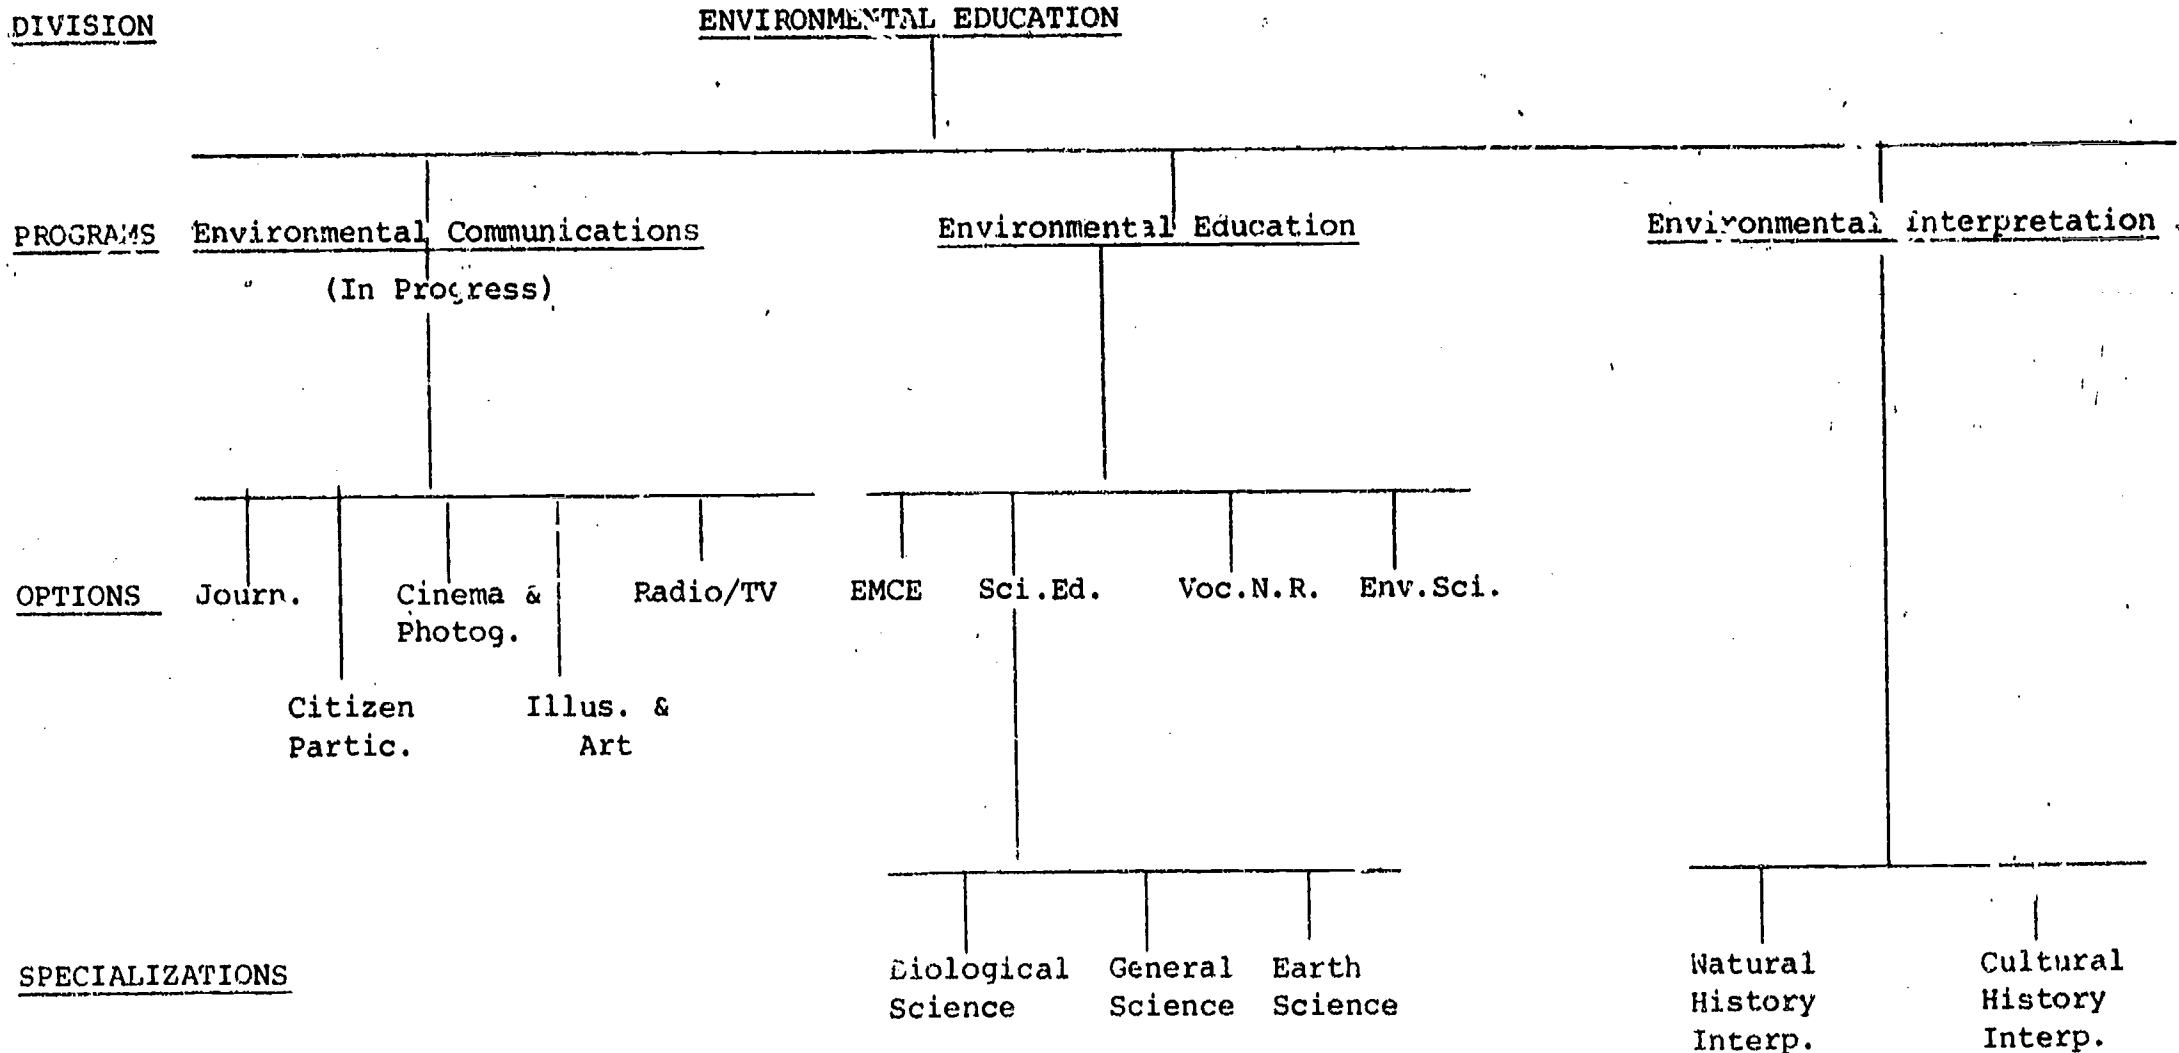 DIVISION ENVIRONMENTAL EDUCATION
PROGRAMS Environmental Communications Environmental Education Environmental Interpretation
(In Progress)
OPTIONS Journ. Cinema & Radio/TV EMCE Sci.Ed. Voc.N.R. Env.Sci.
Photog.
Citizen Illus. &
Partic. Art
SPECIALIZATIONS Biological General Earth Natural Cultural
Science Science Science History History
Interp. Interp.